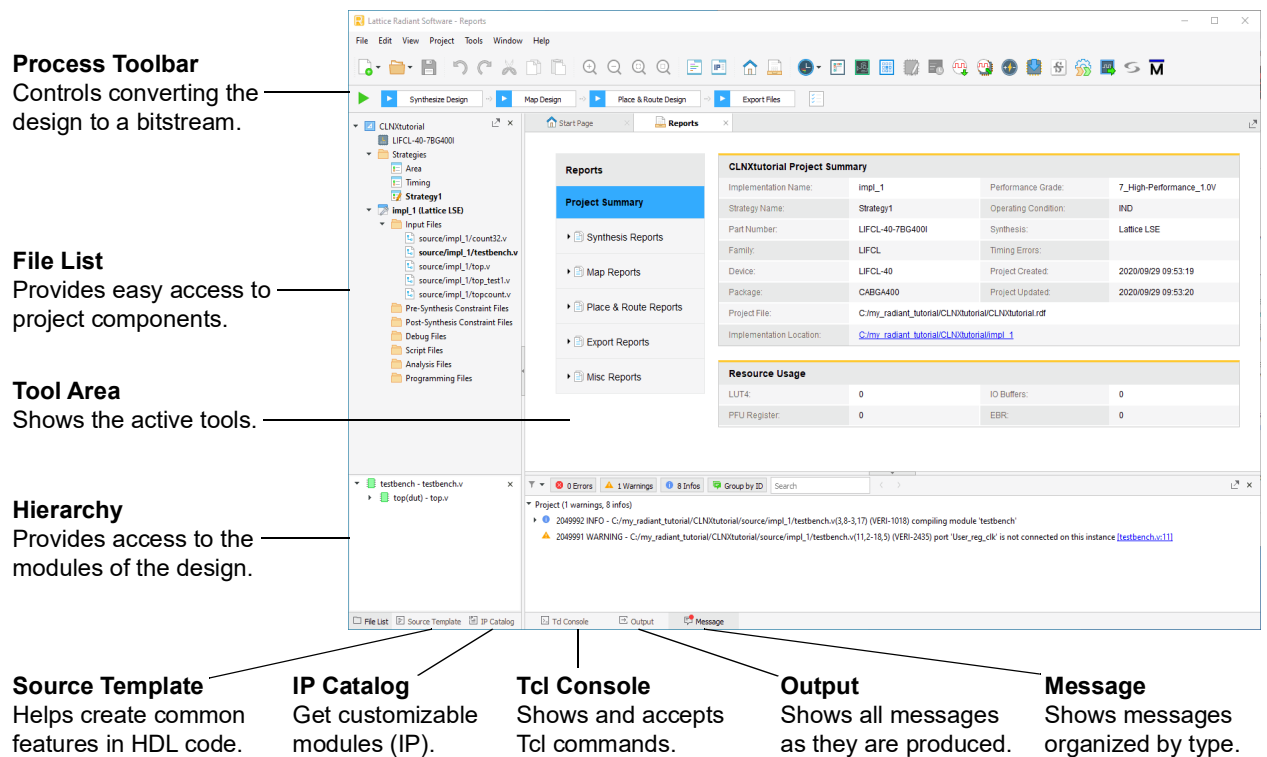 Lattice Radiant Software - Reports
File Edit View Project Tools Window Help
Process Toolbar
Controls converting the
design to a bitstream.
Synthesize Design
Map Design
Place & Route Design
Export Files
CLNXtutorial
LIFCL-40-7BG400I
Strategies
Area
Timing
Strategy1
impl_1 (Lattice LSE)
Input Files
source/impl_1/count32.v
source/impl_1/testbench.v
source/impl_1/top.v
source/impl_1/top_test1.v
source/impl_1/topcount.v
Pre-Synthesis Constraint Files
Post-Synthesis Constraint Files
Debug Files
Script Files
Analysis Files
Programming Files
File List
Provides easy access to
project components.
Tool Area
Shows the active tools.
Start Page
Reports
Reports
Project Summary
Synthesis Reports
Map Reports
Place & Route Reports
Export Reports
Misc Reports
CLNXtutorial Project Summary
Implementation Name: impl_1 Performance Grade: 7_High-Performance_1.0V
Strategy Name: Strategy1 Operating Condition: IND
Part Number: LIFCL-40-7BG400I Synthesis: Lattice LSE
Family: LIFCL Timing Errors:
Device: LIFCL-40 Project Created: 2020/09/29 09:53:19
Package: CABGA400 Project Updated: 2020/09/29 09:53:20
Project File: C:/my_radiant_tutorial/CLNXtutorial/CLNXtutorial.rdf
Implementation Location: C:/my_radiant_tutorial/CLNXtutorial/impl_1
Resource Usage
LUT4: 0 IO Buffers: 0
PFU Register: 0 EBR: 0
Hierarchy
Provides access to the
modules of the design.
testbench - testbench.v
top(dut) - top.v
0 Errors 1 Warnings 8 Infos Group by ID Search
Project (1 warnings, 8 infos)
2049992 INFO - C:/my_radiant_tutorial/CLNXtutorial/source/impl_1/testbench.v(3,8-3,17) (VERI-1018) compiling module 'testbench'
2049991 WARNING - C:/my_radiant_tutorial/CLNXtutorial/source/impl_1/testbench.v(11,2-18,5) (VERI-2435) port 'User_reg_clk' is not connected on this instance [testbench.v:11]
File List Source Template IP Catalog Tcl Console Output Message
Source Template
Helps create common
features in HDL code.
IP Catalog
Get customizable
modules (IP).
Tcl Console
Shows and accepts
Tcl commands.
Output
Shows all messages
as they are produced.
Message
Shows messages
organized by type.